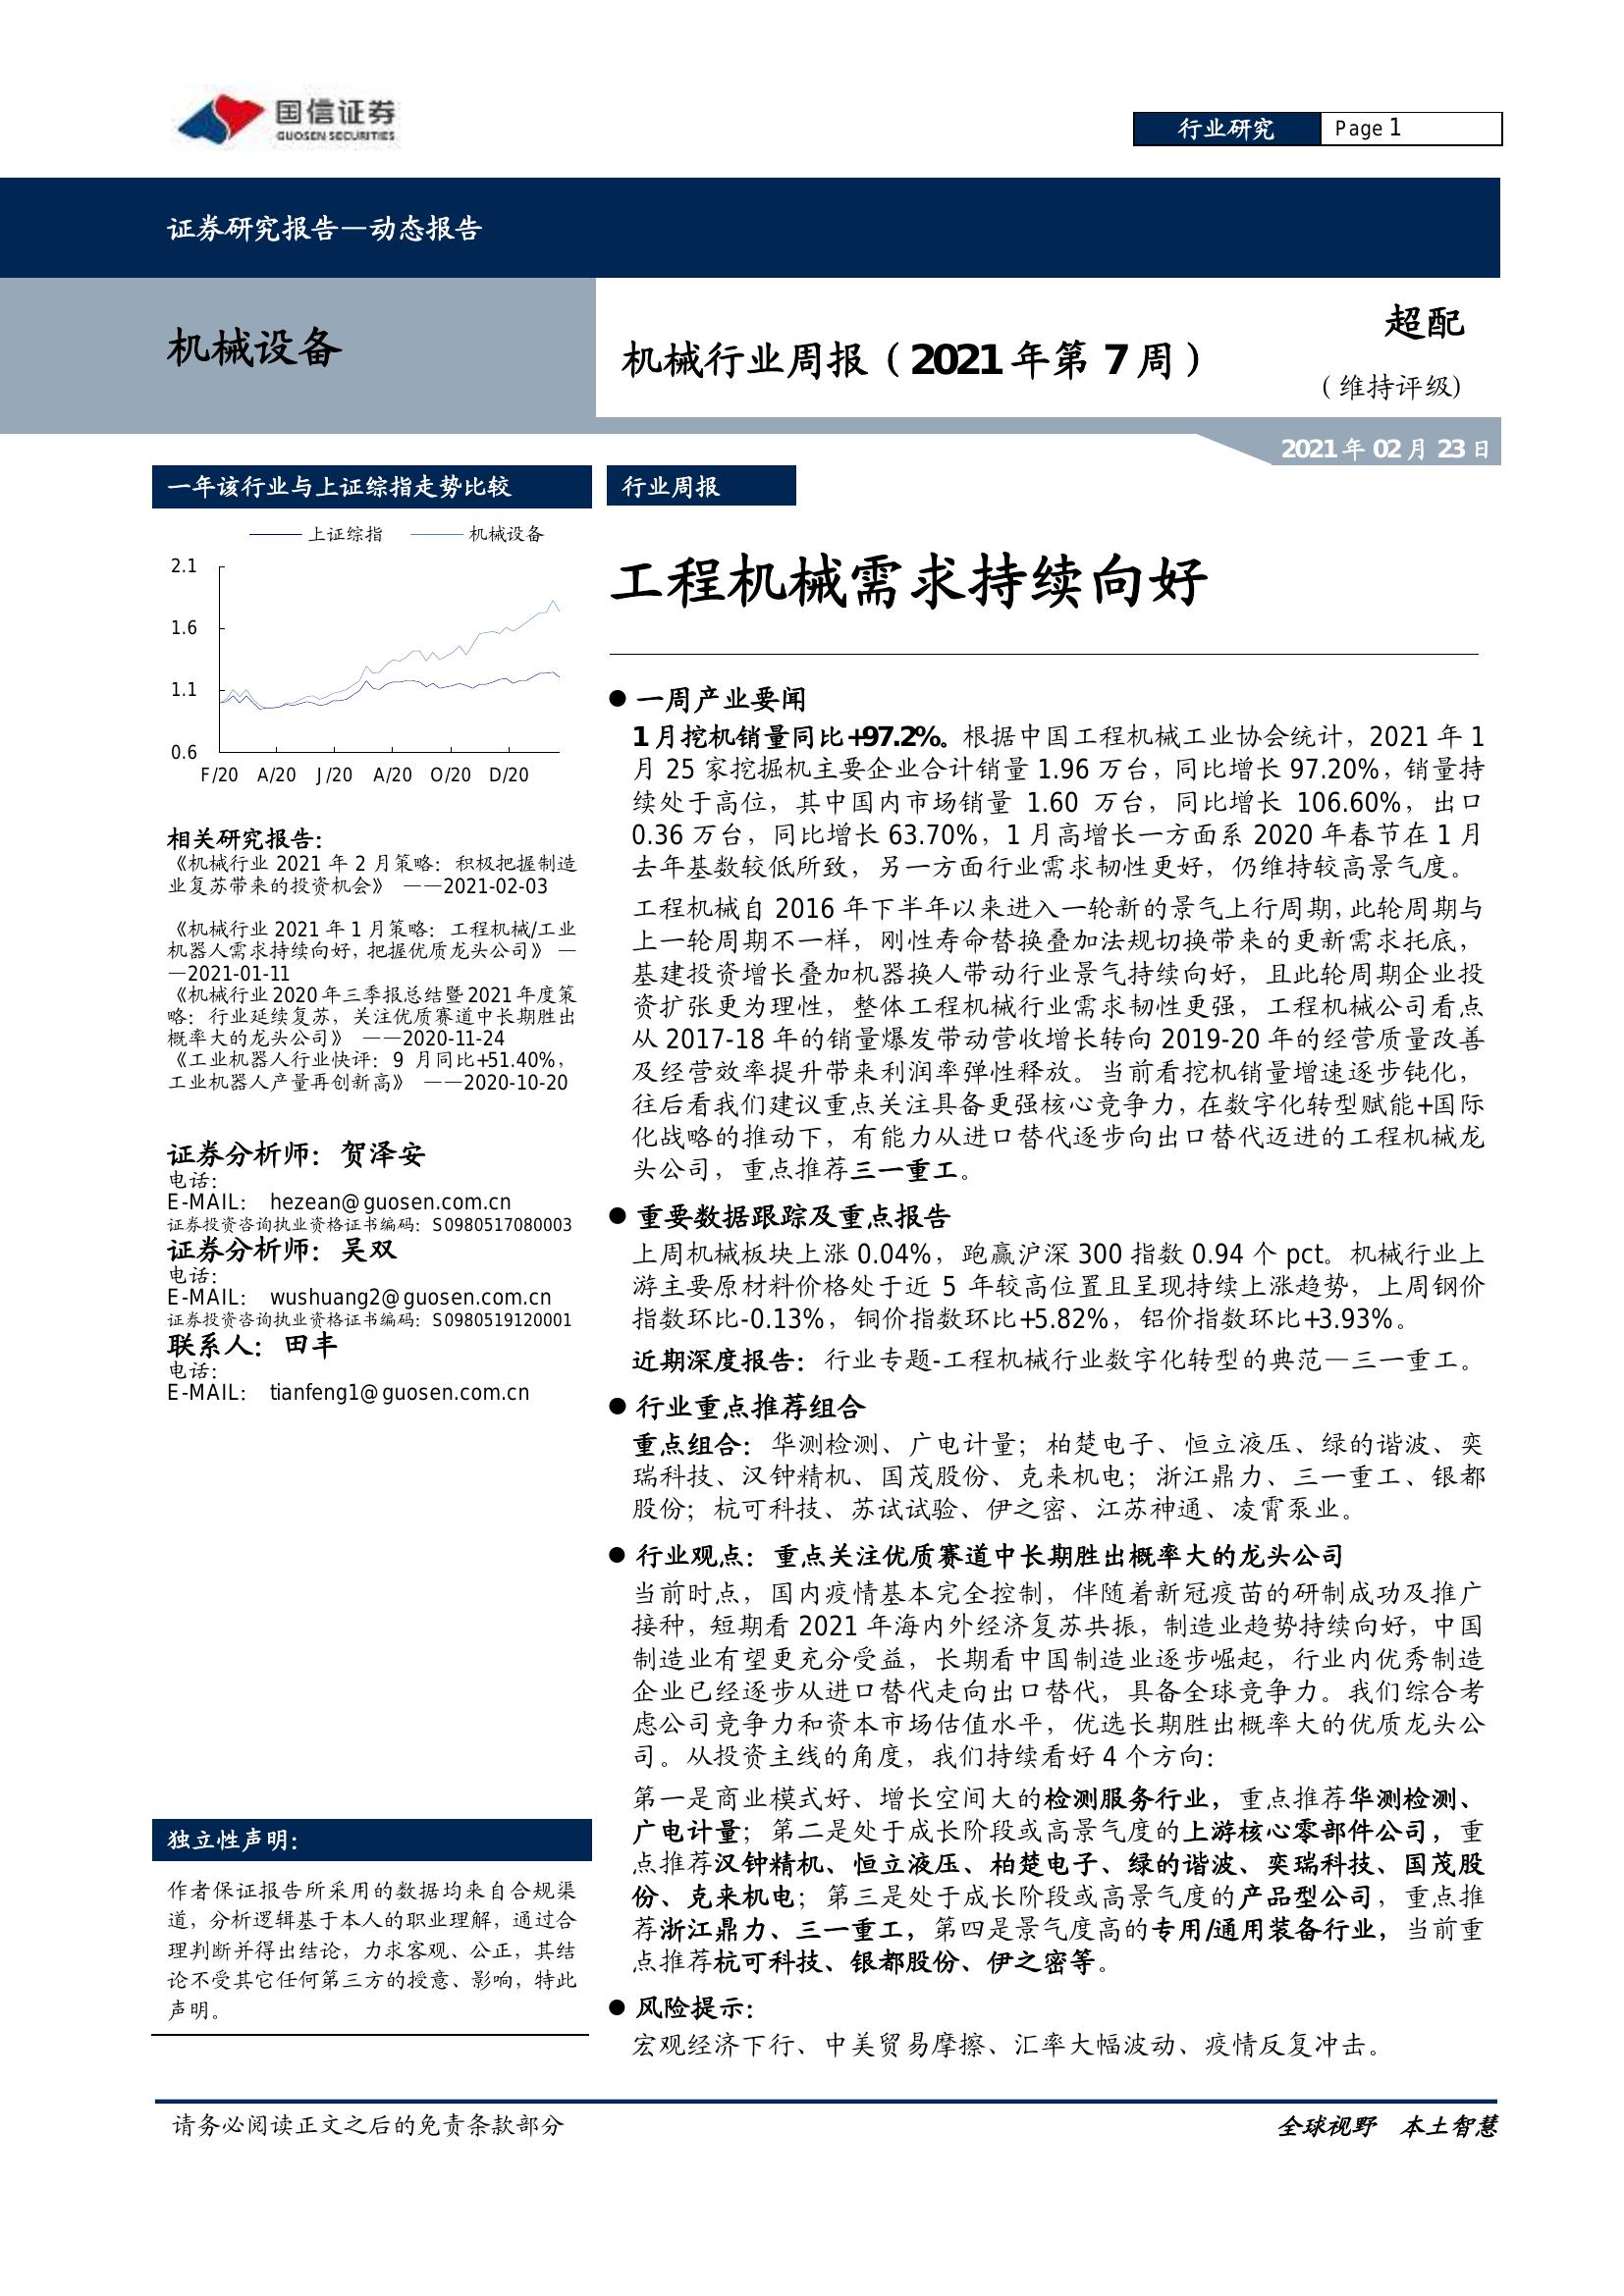 国信证券
GUOSEN SECURITIES
行业研究
Page 1
证券研究报告—动态报告
机械设备
机械行业周报（2021 年第 7 周）
超配
（维持评级）
2021 年 02 月 23 日
一年该行业与上证综指走势比较
上证综指 机械设备
2.1
1.6
1.1
0.6
F/20 A/20 J/20 A/20 O/20 D/20
相关研究报告：
《机械行业 2021 年 2 月策略：积极把握制造
业复苏带来的投资机会》 ——2021-02-03
《机械行业 2021 年 1 月策略：工程机械/工业
机器人需求持续向好，把握优质龙头公司》 —
—2021-01-11
《机械行业 2020 年三季报总结暨 2021 年度策
略：行业延续复苏，关注优质赛道中长期胜出
概率大的龙头公司》 ——2020-11-24
《工业机器人行业快评：9 月同比+51.40%，
工业机器人产量再创新高》 ——2020-10-20
证券分析师：贺泽安
电话：
E-MAIL： hezean@guosen.com.cn
证券投资咨询执业资格证书编码：S0980517080003
证券分析师：吴双
电话：
E-MAIL： wushuang2@guosen.com.cn
证券投资咨询执业资格证书编码：S0980519120001
联系人：田丰
电话：
E-MAIL： tianfeng1@guosen.com.cn
独立性声明：
作者保证报告所采用的数据均来自合规渠
道，分析逻辑基于本人的职业理解，通过合
理判断并得出结论，力求客观、公正，其结
论不受其它任何第三方的授意、影响，特此
声明。
行业周报
工程机械需求持续向好
● 一周产业要闻
1 月挖机销量同比+97.2%。根据中国工程机械工业协会统计，2021 年 1
月 25 家挖掘机主要企业合计销量 1.96 万台，同比增长 97.20%，销量持
续处于高位，其中国内市场销量 1.60 万台，同比增长 106.60%，出口
0.36 万台，同比增长 63.70%，1 月高增长一方面系 2020 年春节在 1 月
去年基数较低所致，另一方面行业需求韧性更好，仍维持较高景气度。
工程机械自 2016 年下半年以来进入一轮新的景气上行周期，此轮周期与
上一轮周期不一样，刚性寿命替换叠加法规切换带来的更新需求托底，
基建投资增长叠加机器换人带动行业景气持续向好，且此轮周期企业投
资扩张更为理性，整体工程机械行业需求韧性更强，工程机械公司看点
从 2017-18 年的销量爆发带动营收增长转向 2019-20 年的经营质量改善
及经营效率提升带来利润率弹性释放。当前看挖机销量增速逐步钝化，
往后看我们建议重点关注具备更强核心竞争力，在数字化转型赋能+国际
化战略的推动下，有能力从进口替代逐步向出口替代迈进的工程机械龙
头公司，重点推荐三一重工。
● 重要数据跟踪及重点报告
上周机械板块上涨 0.04%，跑赢沪深 300 指数 0.94 个 pct。机械行业上
游主要原材料价格处于近 5 年较高位置且呈现持续上涨趋势，上周钢价
指数环比-0.13%，铜价指数环比+5.82%，铝价指数环比+3.93%。
近期深度报告：行业专题-工程机械行业数字化转型的典范—三一重工。
● 行业重点推荐组合
重点组合：华测检测、广电计量；柏楚电子、恒立液压、绿的谐波、奕
瑞科技、汉钟精机、国茂股份、克来机电；浙江鼎力、三一重工、银都
股份；杭可科技、苏试试验、伊之密、江苏神通、凌霄泵业。
● 行业观点：重点关注优质赛道中长期胜出概率大的龙头公司
当前时点，国内疫情基本完全控制，伴随着新冠疫苗的研制成功及推广
接种，短期看 2021 年海内外经济复苏共振，制造业趋势持续向好，中国
制造业有望更充分受益，长期看中国制造业逐步崛起，行业内优秀制造
企业已经逐步从进口替代走向出口替代，具备全球竞争力。我们综合考
虑公司竞争力和资本市场估值水平，优选长期胜出概率大的优质龙头公
司。从投资主线的角度，我们持续看好 4 个方向：
第一是商业模式好、增长空间大的检测服务行业，重点推荐华测检测、
广电计量；第二是处于成长阶段或高景气度的上游核心零部件公司，重
点推荐汉钟精机、恒立液压、柏楚电子、绿的谐波、奕瑞科技、国茂股
份、克来机电；第三是处于成长阶段或高景气度的产品型公司，重点推
荐浙江鼎力、三一重工，第四是景气度高的专用/通用装备行业，当前重
点推荐杭可科技、银都股份、伊之密等。
● 风险提示：
宏观经济下行、中美贸易摩擦、汇率大幅波动、疫情反复冲击。
请务必阅读正文之后的免责条款部分
全球视野 本土智慧